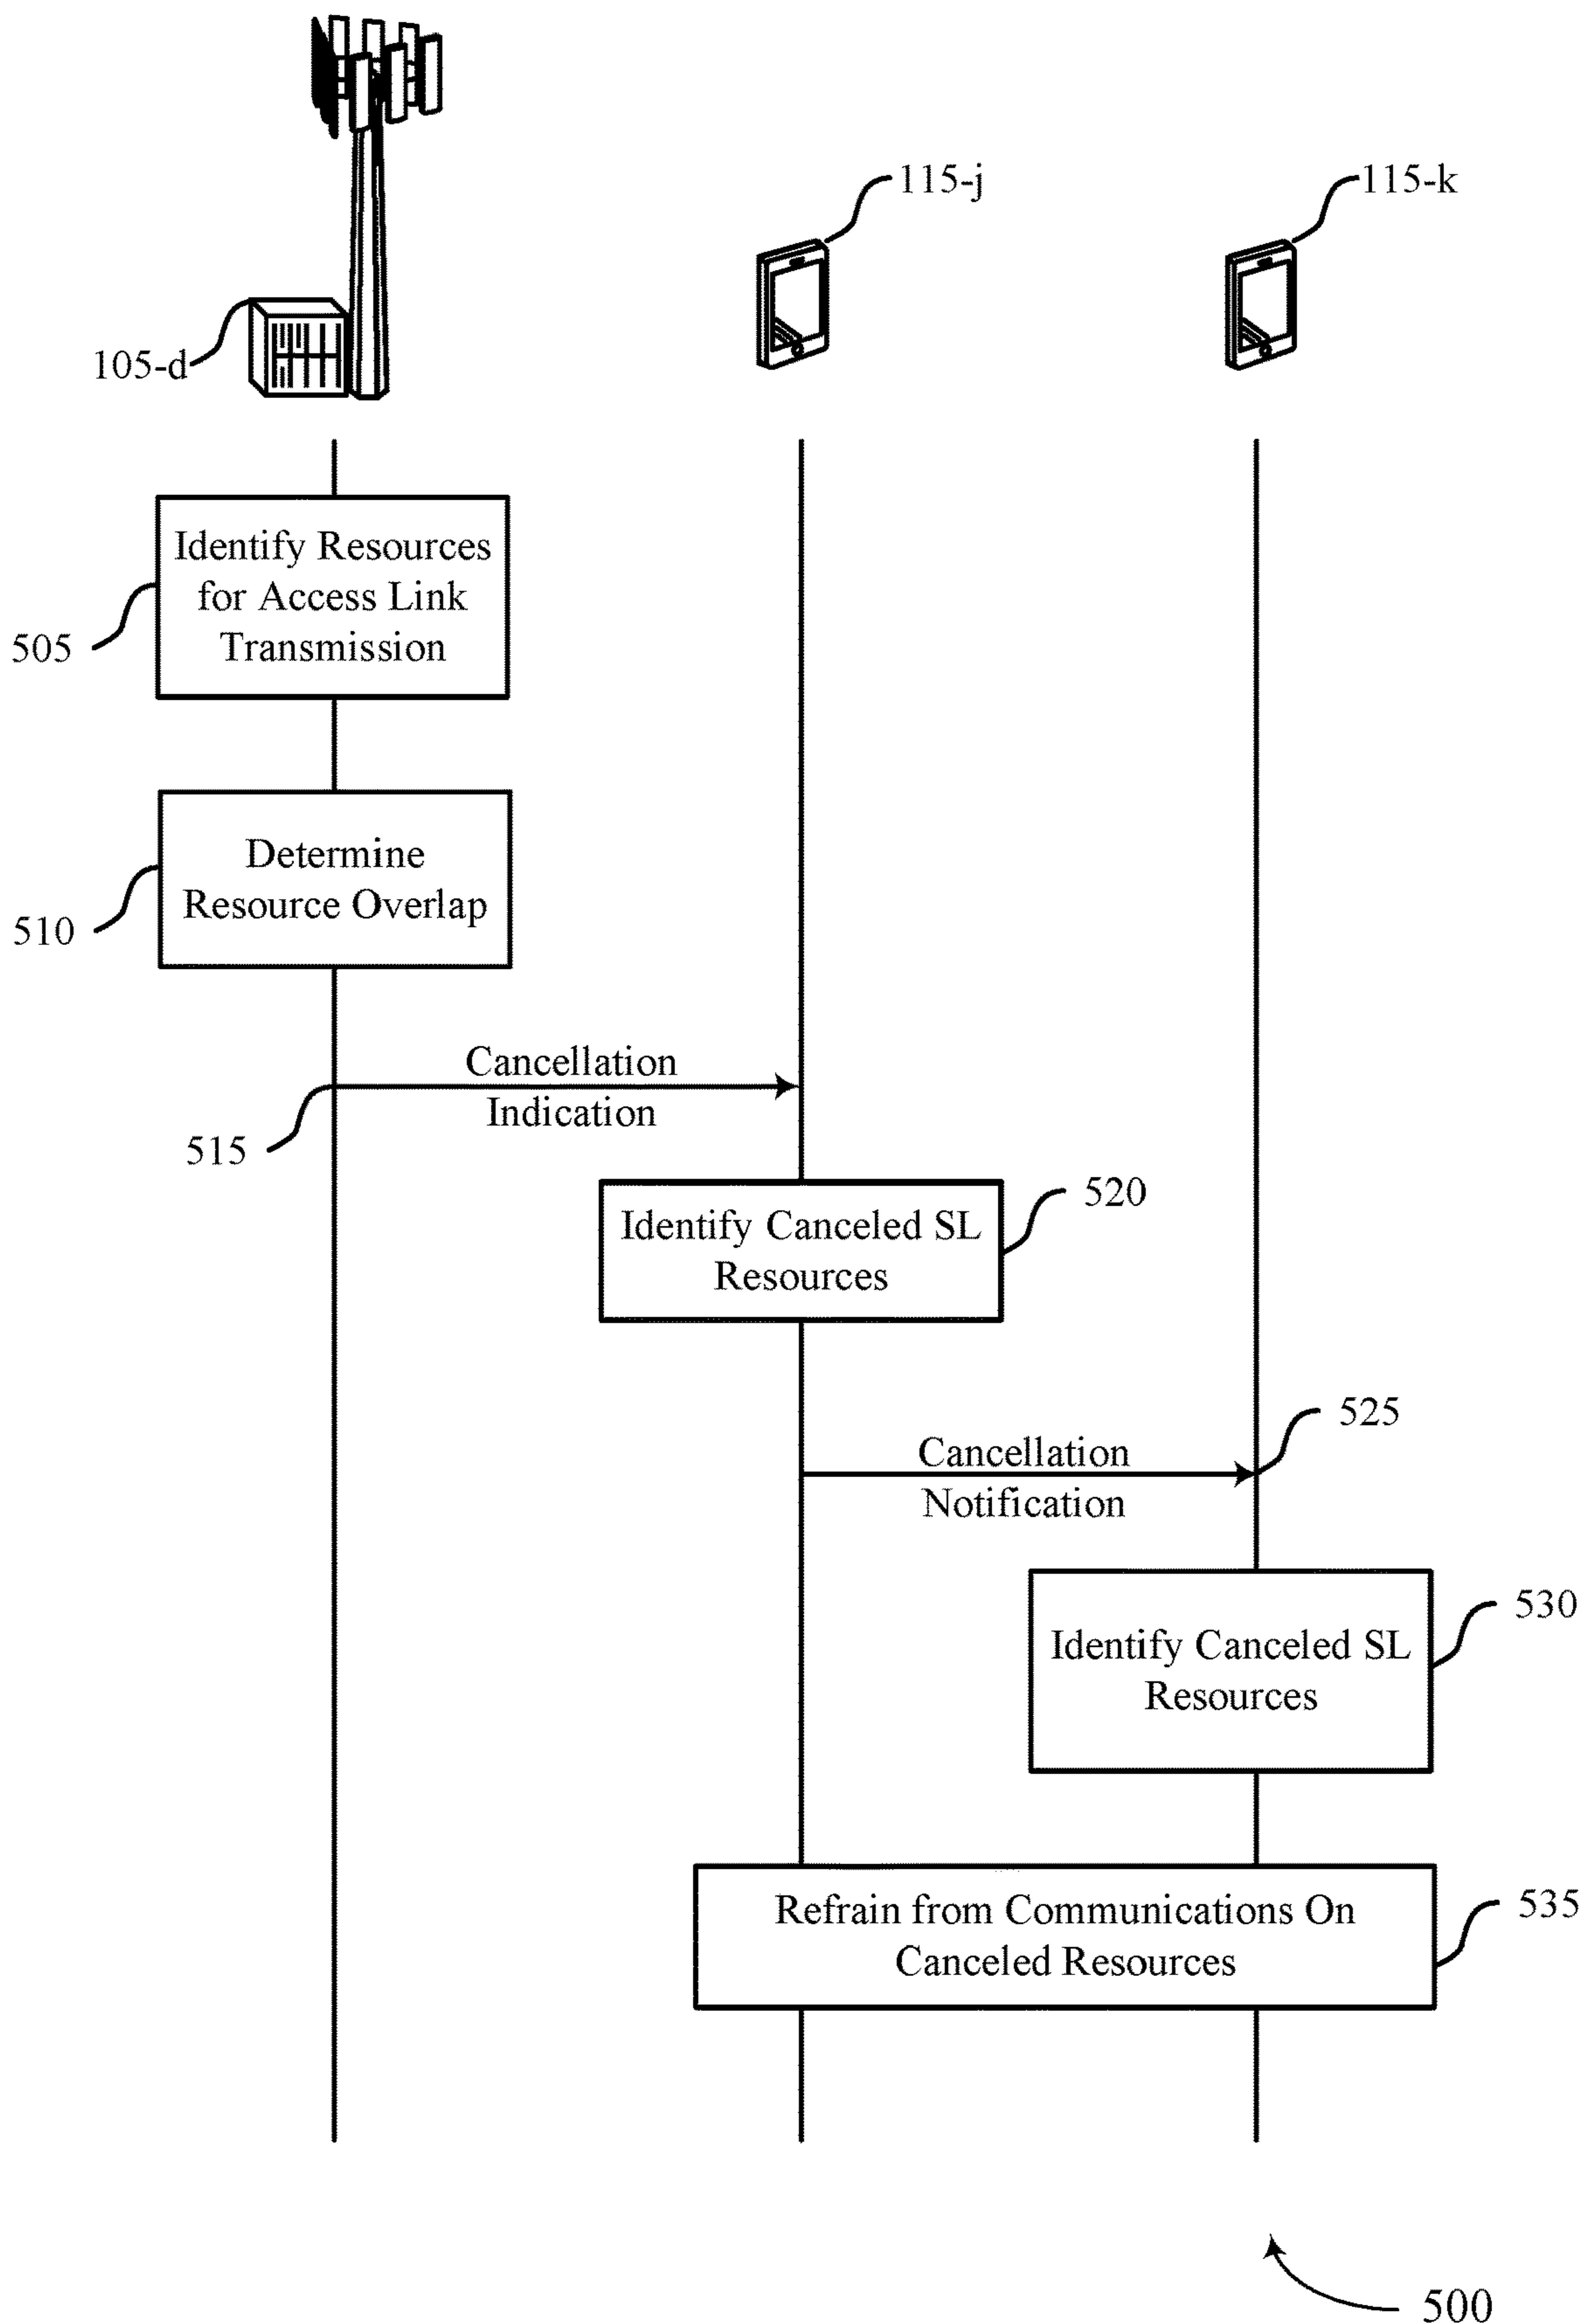 115-j
115-k
105-d
Identify Resources
for Access Link
Transmission
505
Determine
Resource Overlap
510
Cancellation
Indication
515
520
Identify Canceled SL
Resources
525
Cancellation
Notification
530
Identify Canceled SL
Resources
535
Refrain from Communications On
Canceled Resources
500